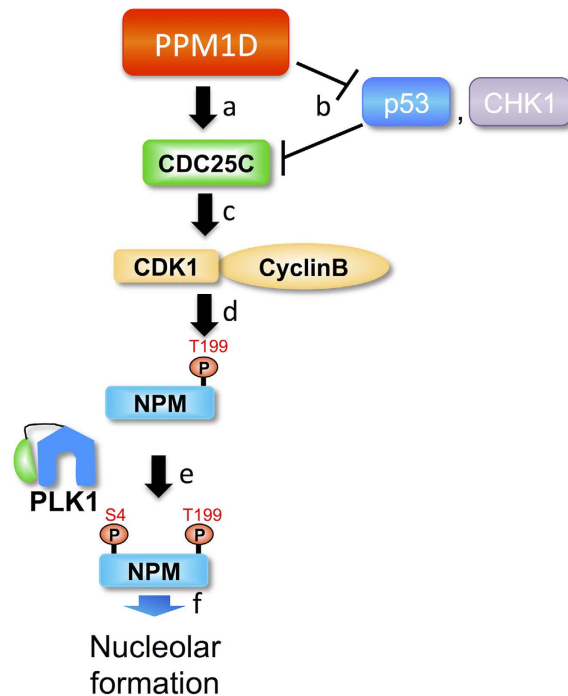 PPM1D
a
b
p53 , CHK1
CDC25C
c
CDK1 CyclinB
d
T199
P
NPM
PLK1
e
S4 T199
P P
NPM
f
Nucleolar
formation